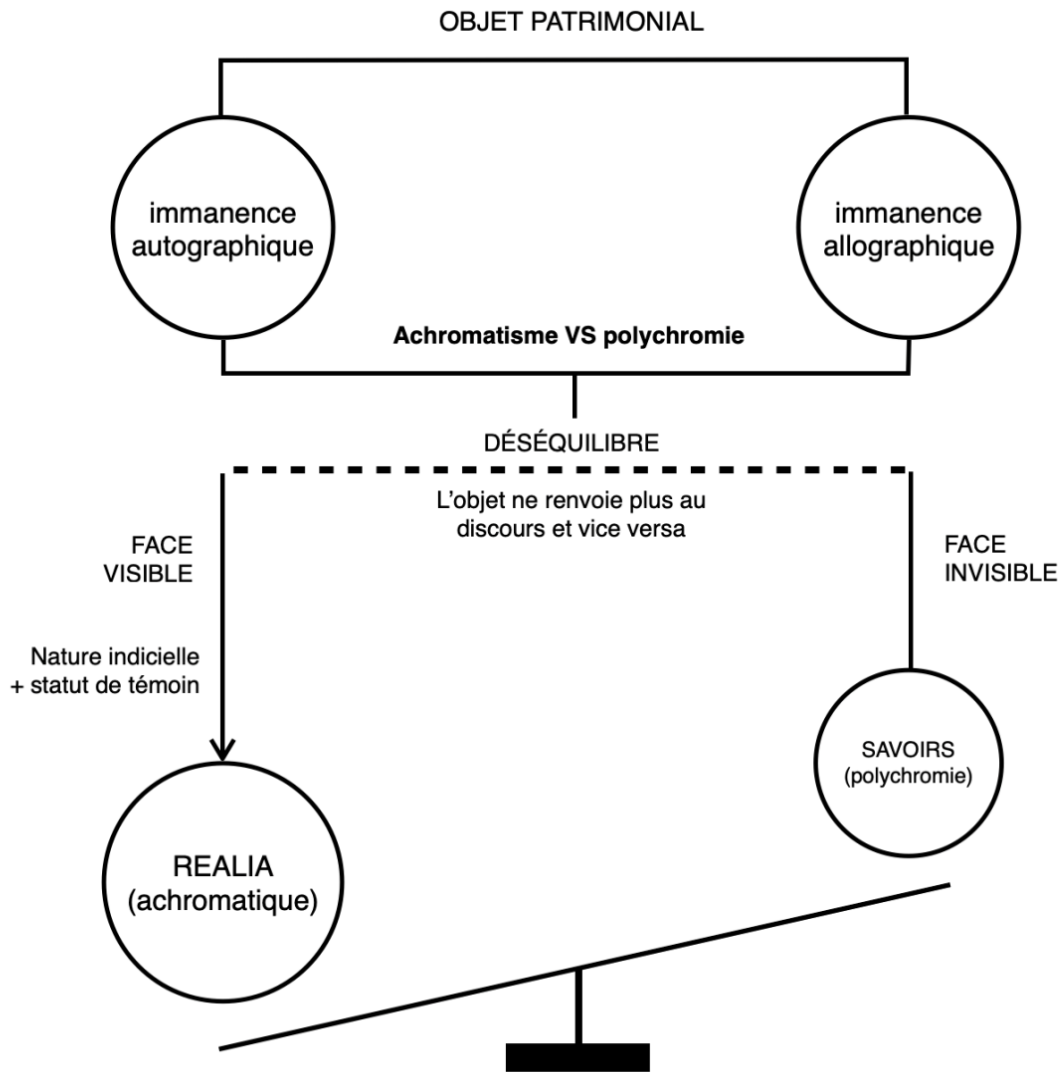 OBJET PATRIMONIAL
immanence
autographique
immanence
allographique
Achromatisme VS polychromie
DÉSÉQUILIBRE
L'objet ne renvoie plus au
discours et vice versa
FACE
VISIBLE
FACE
INVISIBLE
Nature indicielle
+ statut de témoin
SAVOIRS
(polychromie)
REALIA
(achromatique)